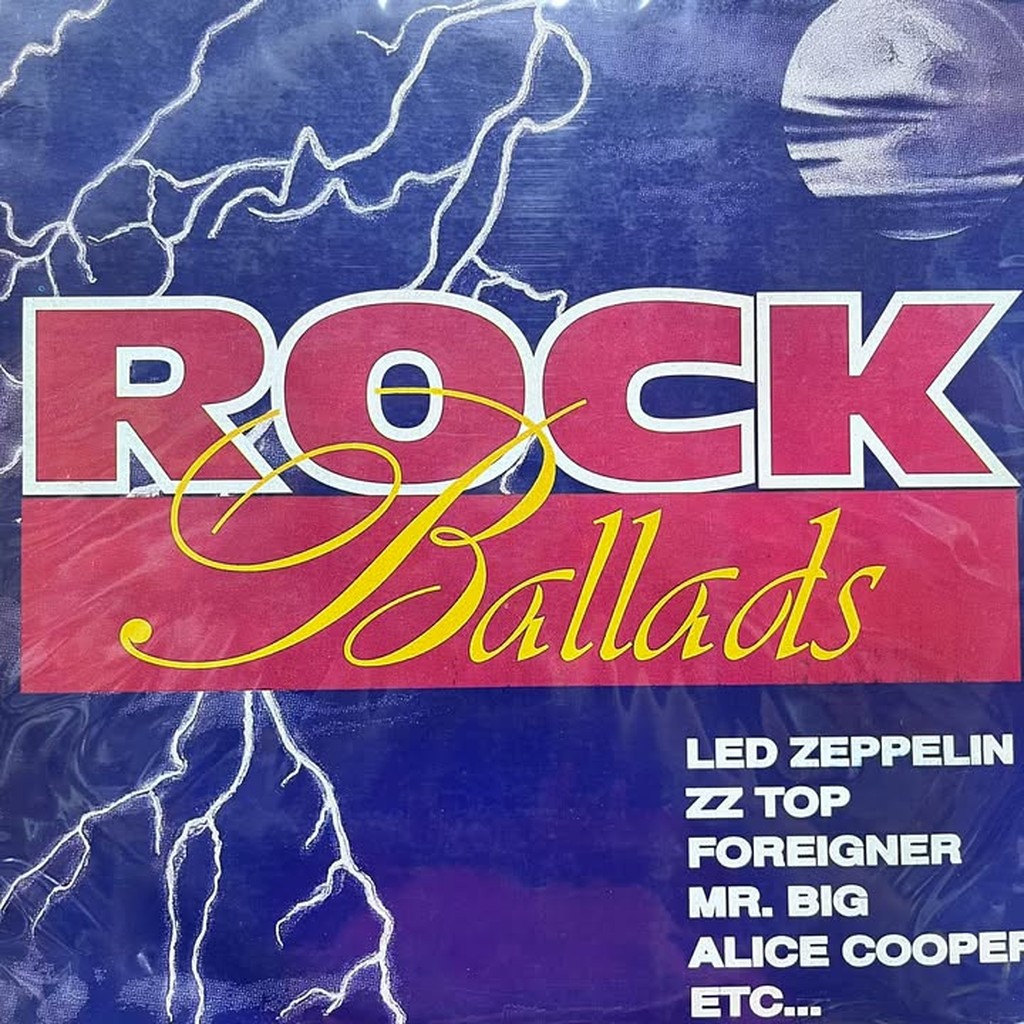 ROCK
Ballads
LED ZEPPELIN
ZZ TOP
FOREIGNER
MR. BIG
ALICE COOPER
ETC...